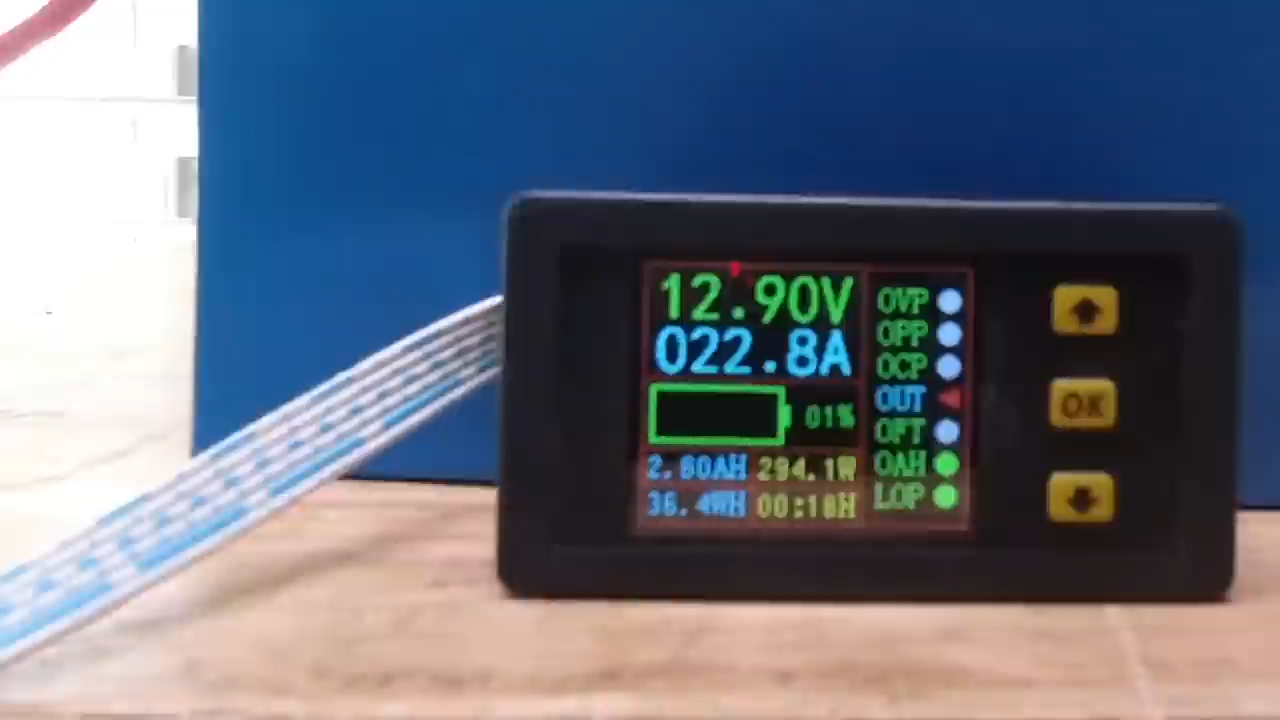 12.90V
022.8A
01%
2.80AH 294.1W
36.4WH 00:18H
OVP
OPP
OCP
OUT
OFT
OAH
LOP
OK